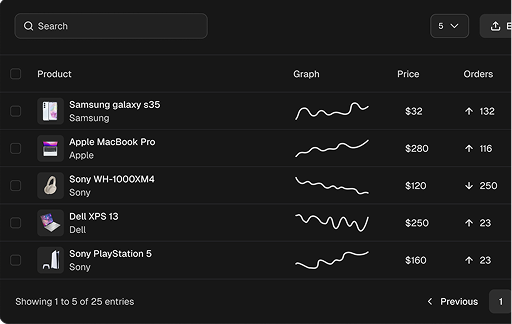 Search
5
E
Product Graph Price Orders
Samsung galaxy s35
Samsung
$32
132
Apple MacBook Pro
Apple
$280
116
Sony WH-1000XM4
Sony
$120
250
Dell XPS 13
Dell
$250
23
Sony PlayStation 5
Sony
$160
23
Showing 1 to 5 of 25 entries
Previous
1